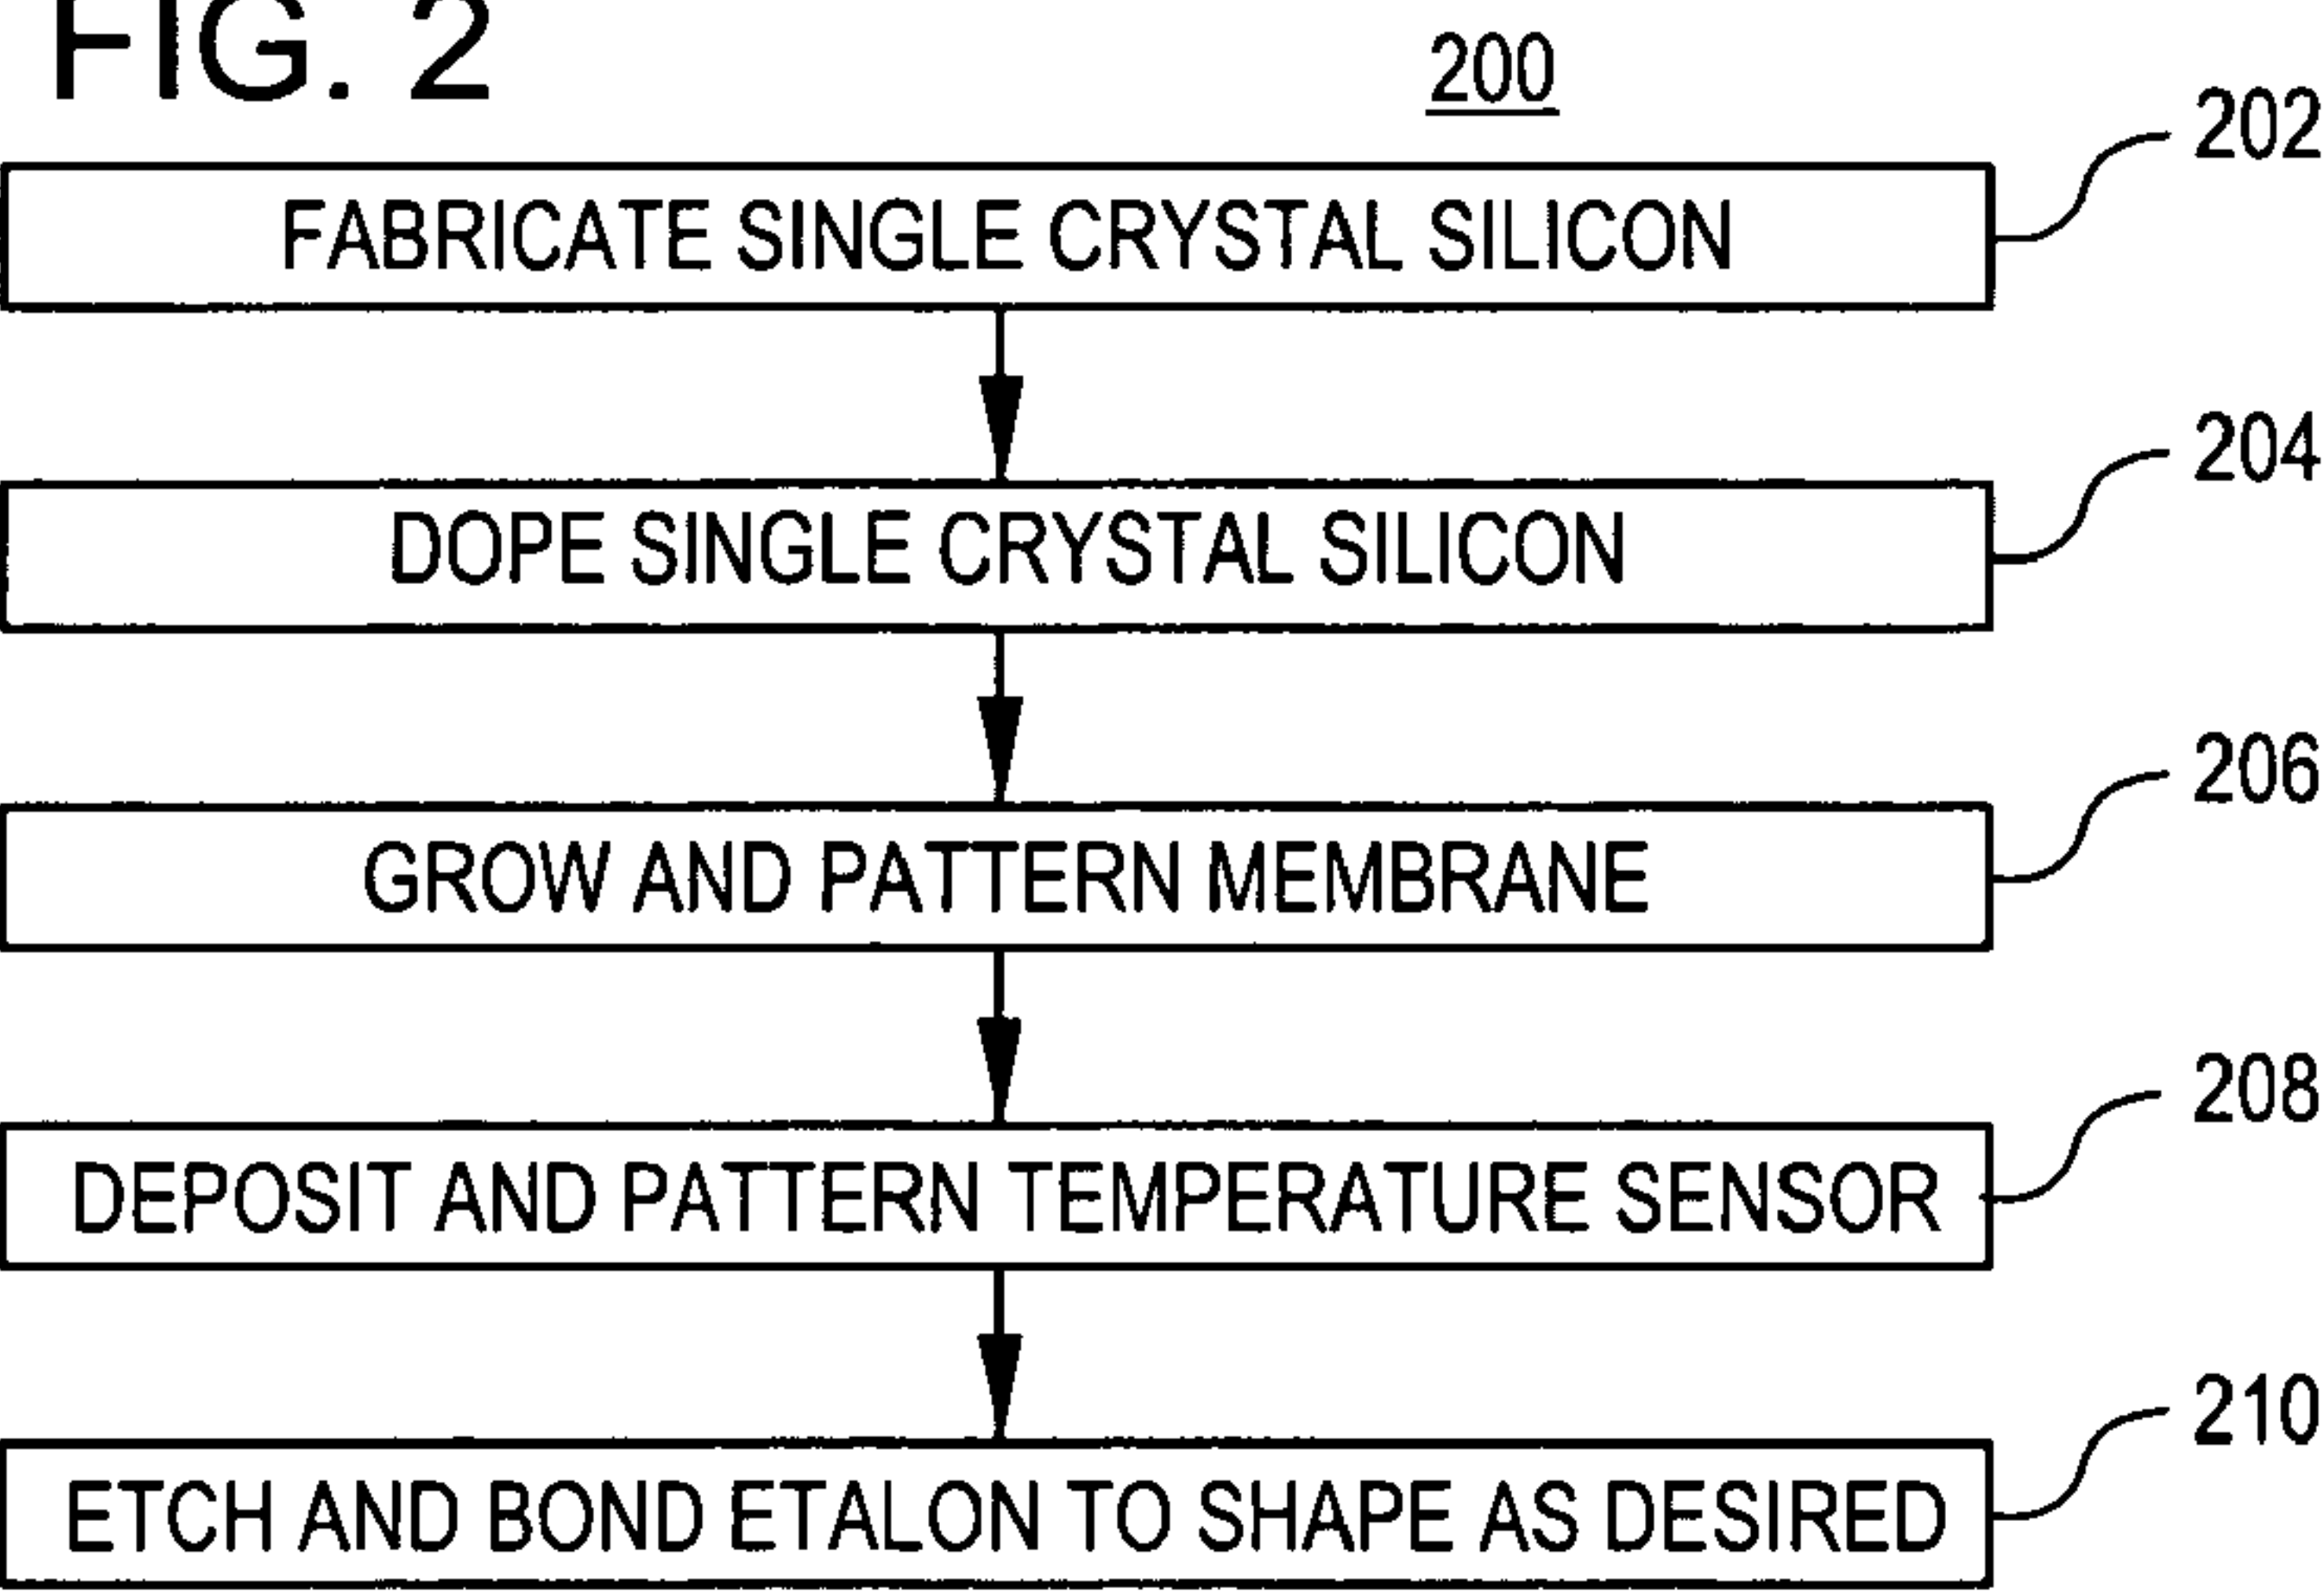 FIG. 2
200
202
FABRICATE SINGLE CRYSTAL SILICON
204
DOPE SINGLE CRYSTAL SILICON
206
GROW AND PATTERN MEMBRANE
208
DEPOSIT AND PATTERN TEMPERATURE SENSOR
210
ETCH AND BOND ETALON TO SHAPE AS DESIRED